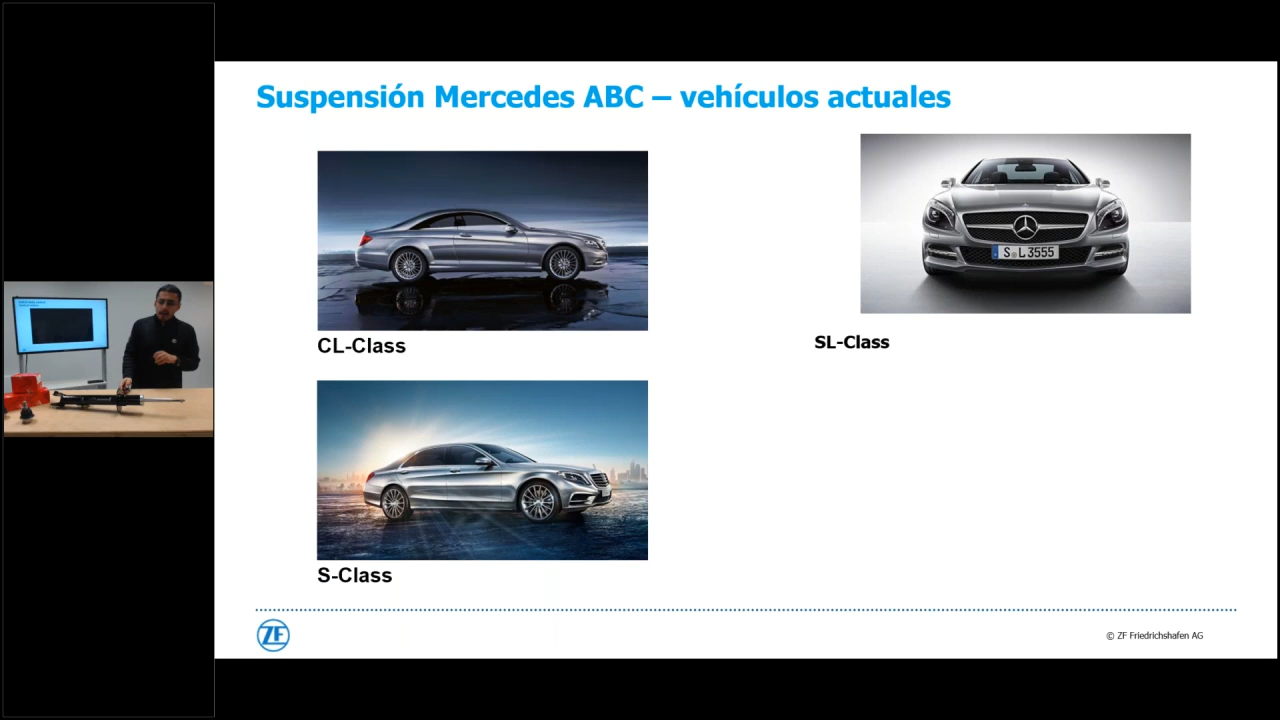 Suspensión Mercedes ABC – vehículos actuales
S L 3555
CL-Class
SL-Class
S-Class
ZF
© ZF Friedrichshafen AG